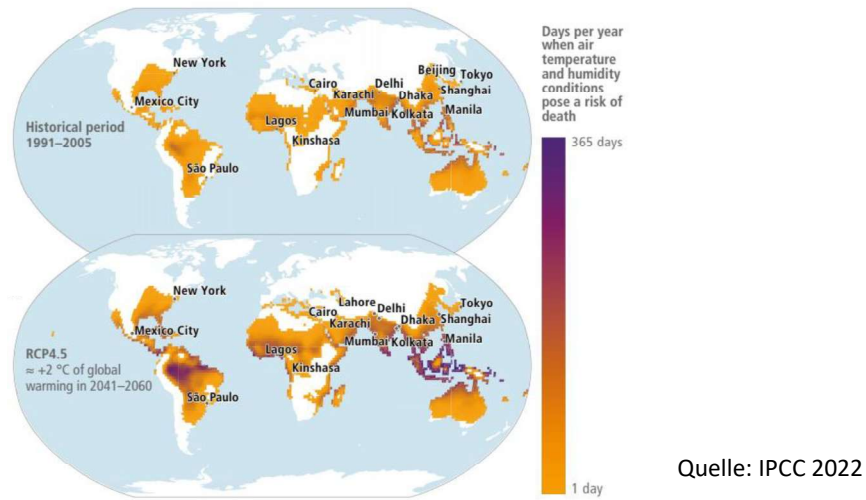 New York
Mexico City
Historical period
1991–2005
São Paulo
Lagos
Kinshasa
Cairo
Karachi
Delhi
Mumbai
Dhaka
Kolkata
Beijing
Tokyo
Shanghai
Manila
Days per year
when air
temperature
and humidity
conditions
pose a risk of
death
365 days
1 day
New York
Mexico City
RCP4.5
≈ +2 °C of global
warming in 2041–2060
São Paulo
Lagos
Kinshasa
Cairo
Lahore
Karachi
Delhi
Mumbai
Dhaka
Kolkata
Tokyo
Shanghai
Manila
Quelle: IPCC 2022